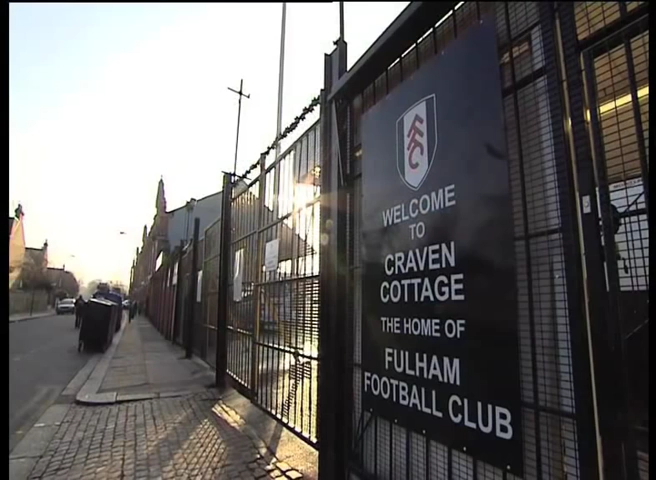 FFC
WELCOME
TO
CRAVEN
COTTAGE
THE HOME OF
FULHAM
FOOTBALL CLUB